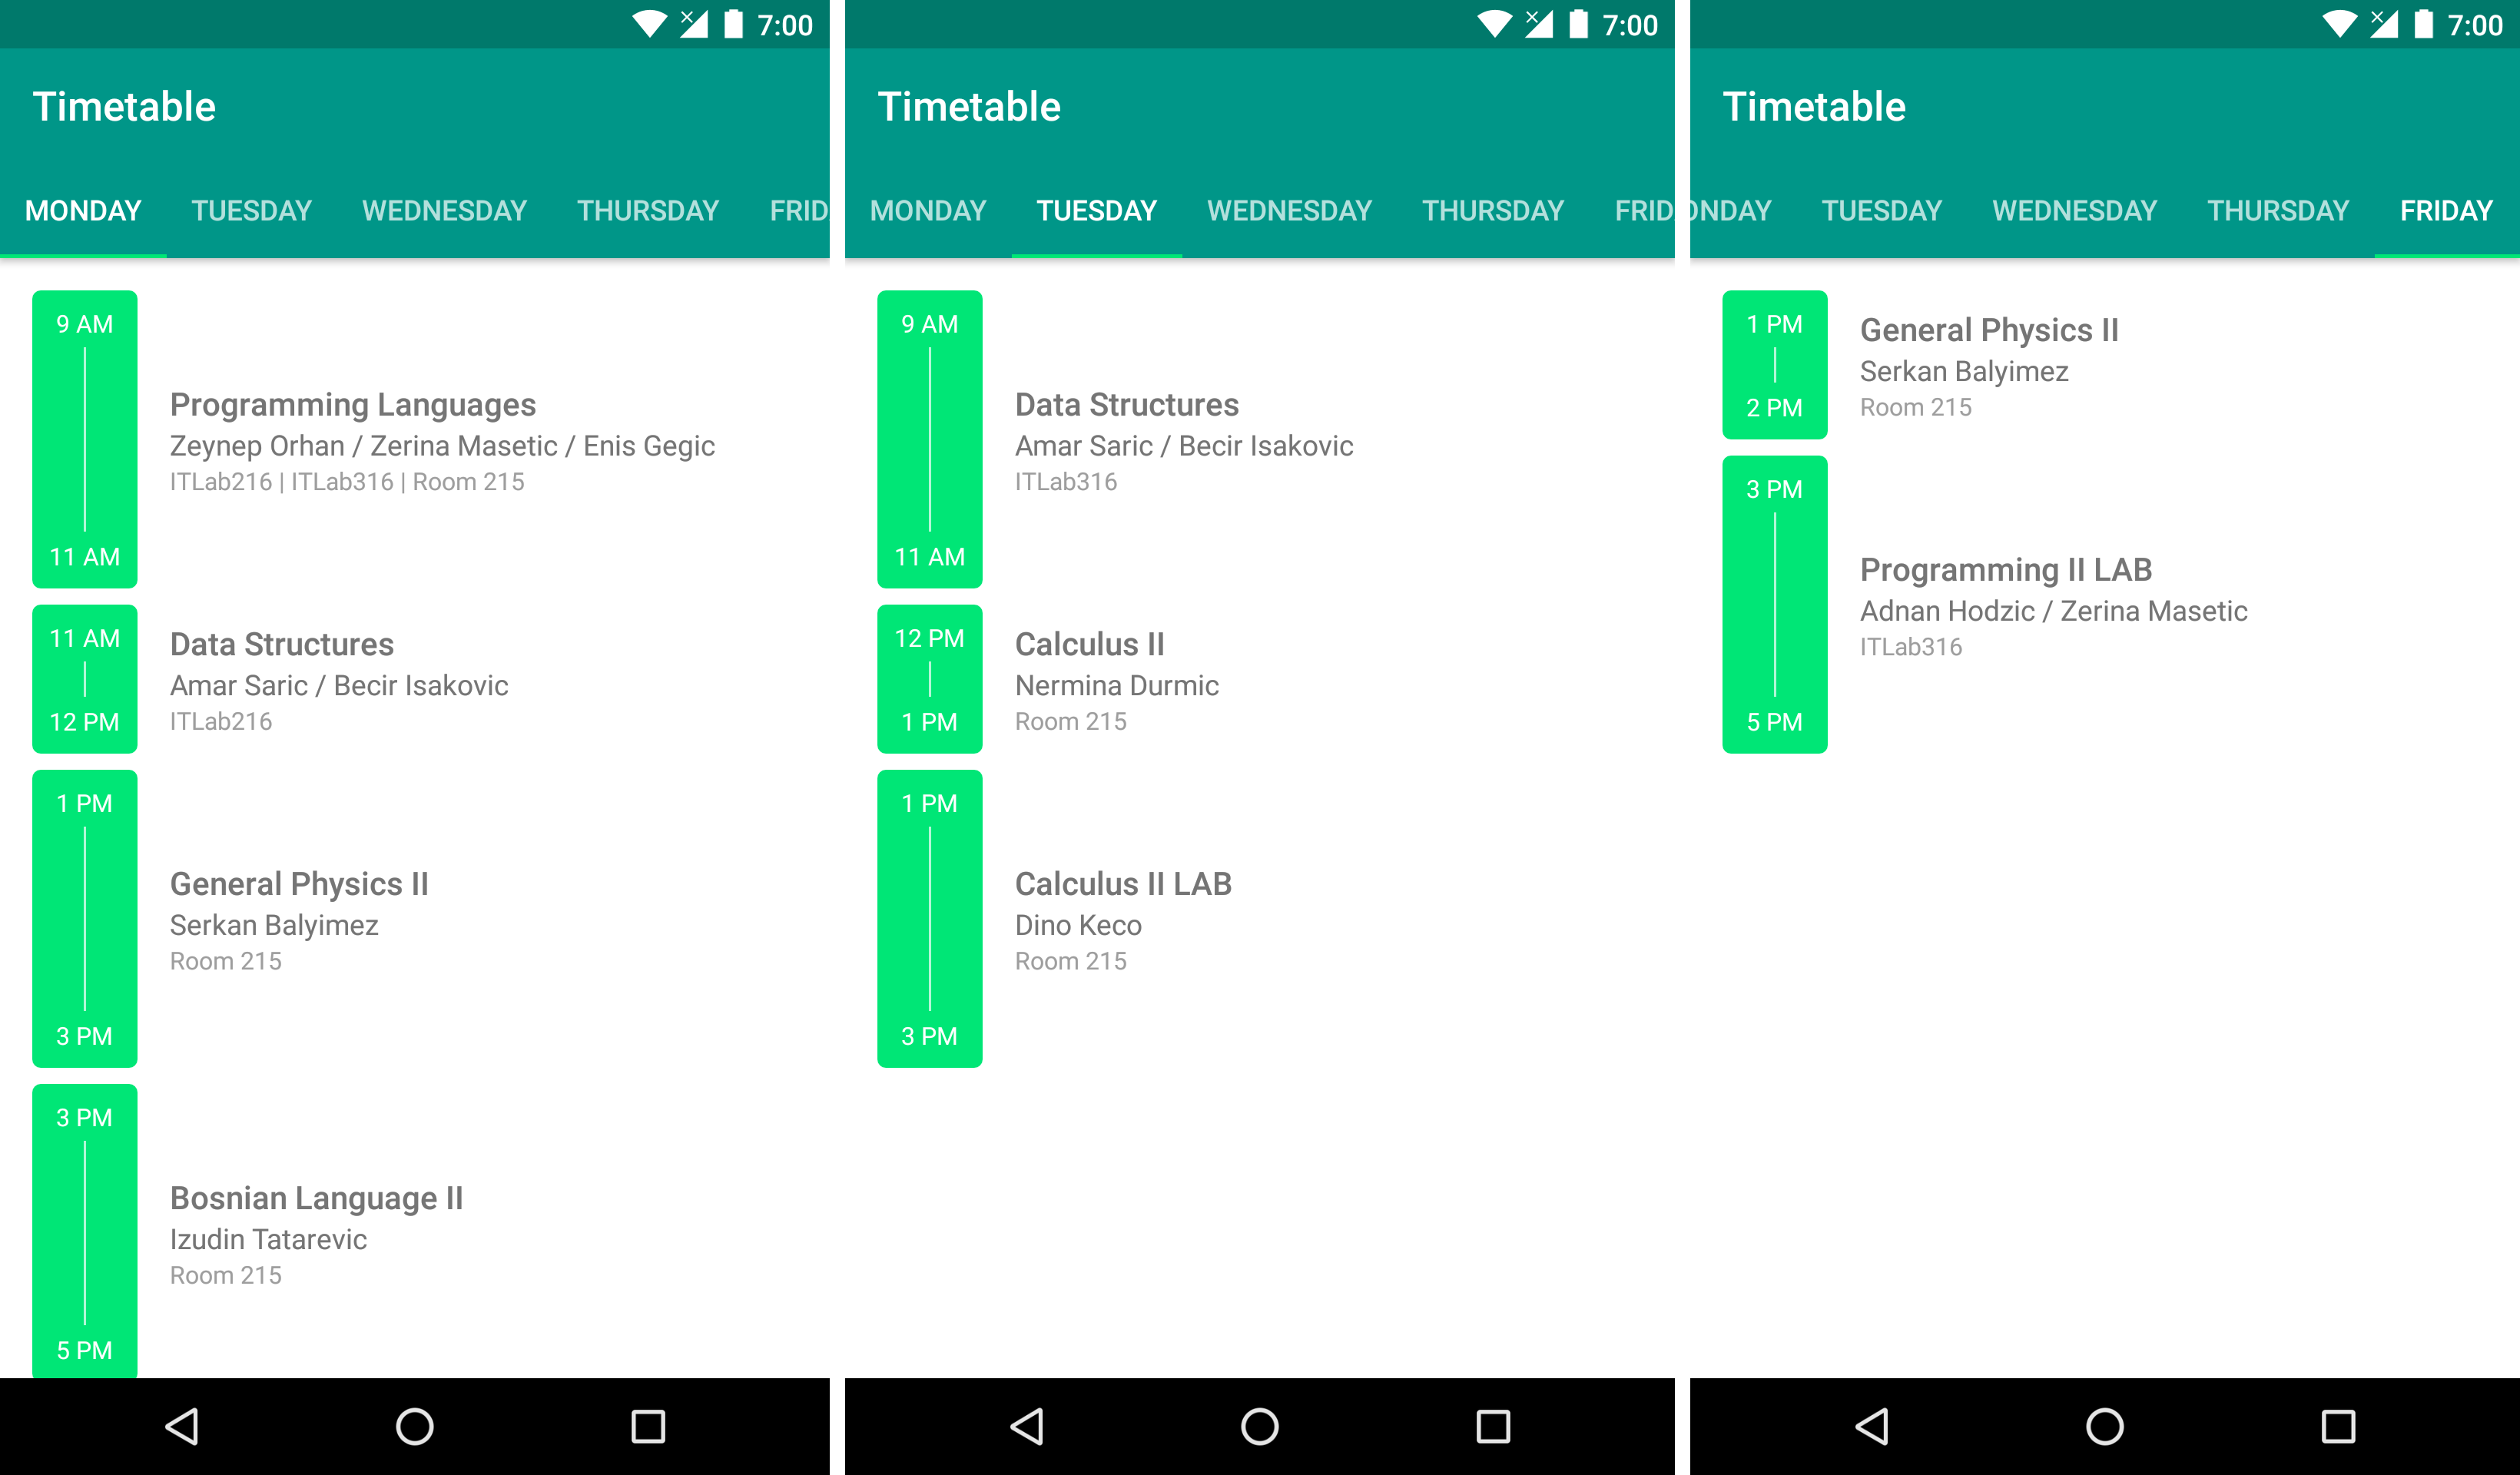 7:00
Timetable
MONDAY TUESDAY WEDNESDAY THURSDAY FRID
9 AM
Programming Languages
Zeynep Orhan / Zerina Masetic / Enis Gegic
ITLab216 | ITLab316 | Room 215
11 AM
11 AM
Data Structures
Amar Saric / Becir Isakovic
ITLab216
12 PM
1 PM
General Physics II
Serkan Balyimez
Room 215
3 PM
3 PM
Bosnian Language II
Izudin Tatarevic
Room 215
5 PM
7:00
Timetable
MONDAY TUESDAY WEDNESDAY THURSDAY FRID
9 AM
Data Structures
Amar Saric / Becir Isakovic
ITLab316
11 AM
12 PM
Calculus II
Nermina Durmic
Room 215
1 PM
1 PM
Calculus II LAB
Dino Keco
Room 215
3 PM
7:00
Timetable
ONDAY TUESDAY WEDNESDAY THURSDAY FRIDAY
1 PM
General Physics II
Serkan Balyimez
Room 215
2 PM
3 PM
Programming II LAB
Adnan Hodzic / Zerina Masetic
ITLab316
5 PM